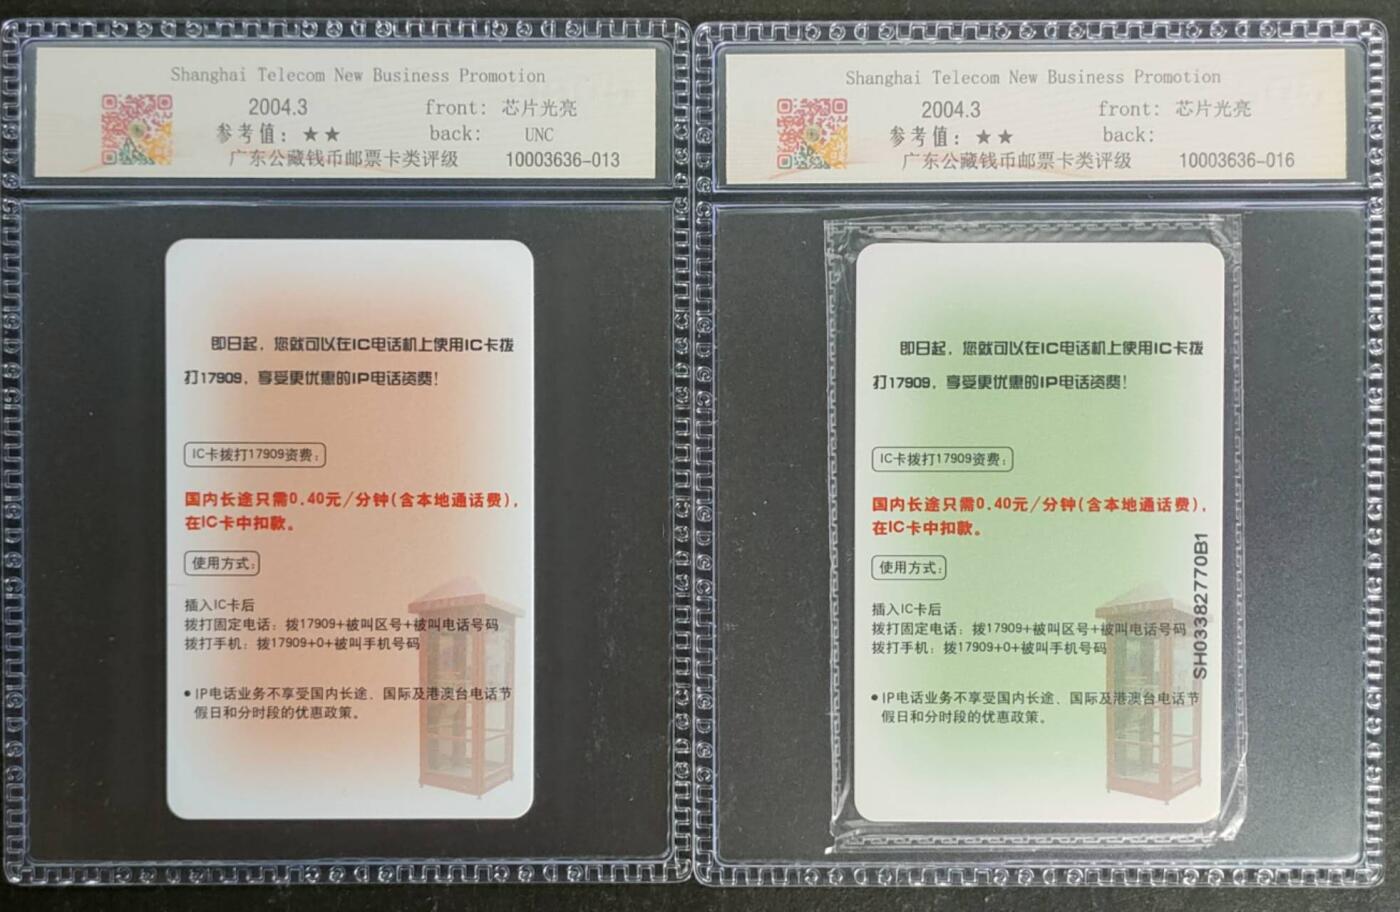 Shanghai Telecom New Business Promotion
2004.3 front: 芯片光亮
参考值: ★★ back: UNC
广东公藏钱币邮票卡类评级 10003636-013
即日起，您就可以在IC电话机上使用IC卡拨
打17909，享受更优惠的IP电话资费！
IC卡拨打17909资费：
国内长途只需0.40元/分钟(含本地通话费)，
在IC卡中扣款。
使用方式：
插入IC卡后
拨打固定电话：拨17909+被叫区号+被叫电话号码
拨打手机：拨17909+0+被叫手机号码
●IP电话业务不享受国内长途、国际及港澳台电话节
假日和分时段的优惠政策。
Shanghai Telecom New Business Promotion
2004.3 front: 芯片光亮
参考值: ★★ back:
广东公藏钱币邮票卡类评级 10003636-016
即日起，您就可以在IC电话机上使用IC卡拨
打17909，享受更优惠的IP电话资费！
IC卡拨打17909资费：
国内长途只需0.40元/分钟(含本地通话费)，
在IC卡中扣款。
使用方式：
插入IC卡后
拨打固定电话：拨17909+被叫区号+被叫电话号码
拨打手机：拨17909+0+被叫手机号码
●IP电话业务不享受国内长途、国际及港澳台电话节
假日和分时段的优惠政策。
SH03382770B1